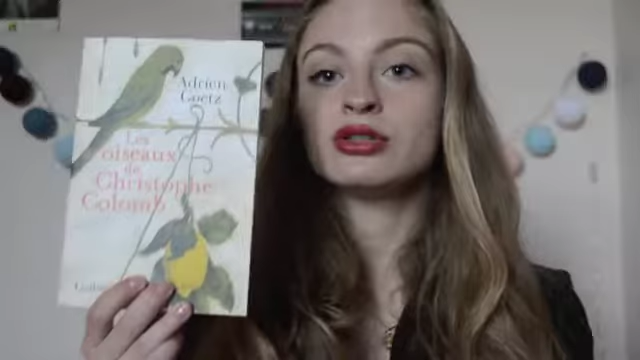 Adrien
Goetz
Les
oiseaux
de
Christophe
Colomb